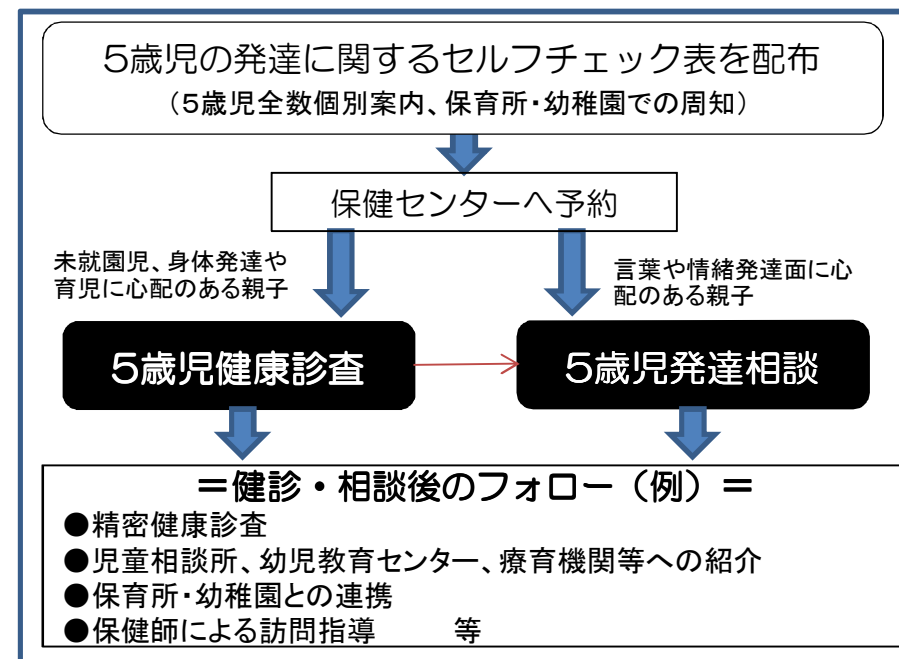 5歳児の発達に関するセルフチェック表を配布
（5歳児全数個別案内、保育所・幼稚園での周知）
保健センターへ予約
未就園児、身体発達や
育児に心配のある親子
言葉や情緒発達面に心
配のある親子
5歳児健康診査
5歳児発達相談
＝健診・相談後のフォロー（例）＝
●精密健康診査
●児童相談所、幼児教育センター、療育機関等への紹介
●保育所・幼稚園との連携
●保健師による訪問指導　　　等